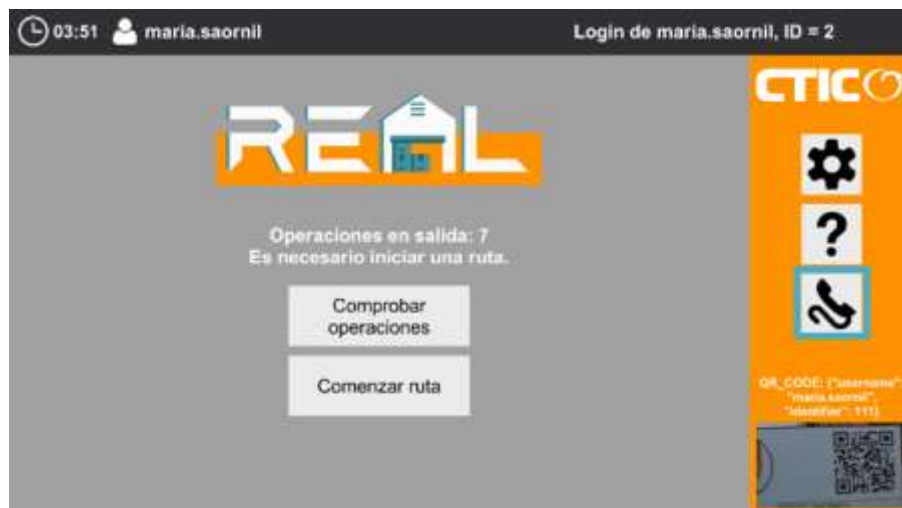 03:51 maria.saornil
Login de maria.saornil, ID = 2
CTIC
REAL
Operaciones en salida: 7
Es necesario iniciar una ruta.
Comprobar
operaciones
Comenzar ruta
?
QR_CODE: {"username":
"maria.saornil",
"identifier": 111}